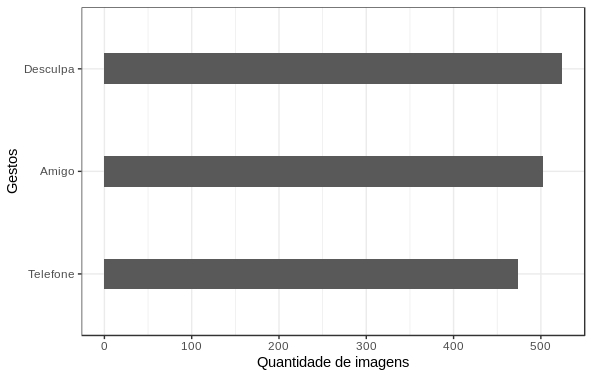 Gestos
Desculpa
Amigo
Telefone
0 100 200 300 400 500
Quantidade de imagens